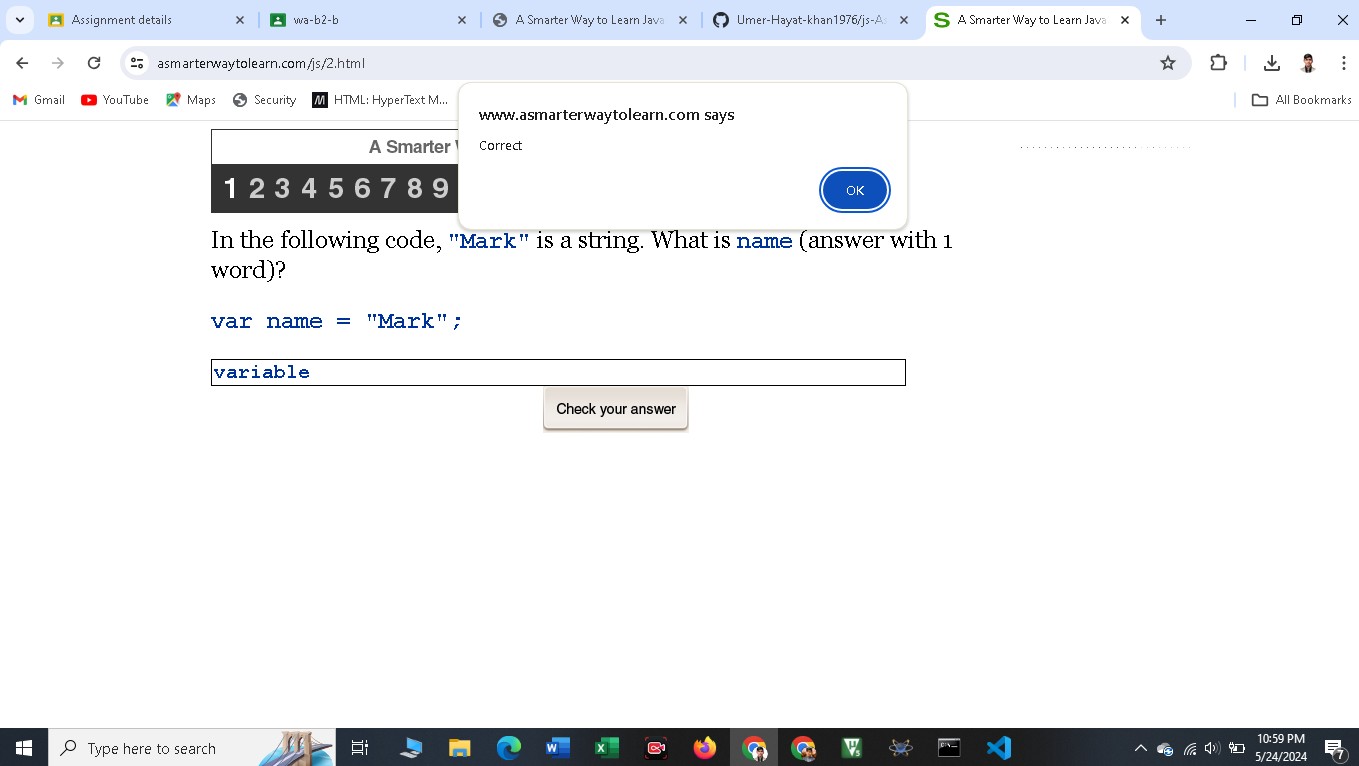 Assignment details
wa-b2-b
A Smarter Way to Learn Java
Umer-Hayat-khan1976/js-As
A Smarter Way to Learn Java
asmarterwaytolearn.com/js/2.html
Gmail
YouTube
Maps
Security
HTML: HyperText M...
All Bookmarks
www.asmarterwaytolearn.com says
Correct
OK
A Smarter
1 2 3 4 5 6 7 8 9
In the following code, "Mark" is a string. What is name (answer with 1
word)?
var name = "Mark";
variable
Check your answer
Type here to search
10:59 PM
5/24/2024
7